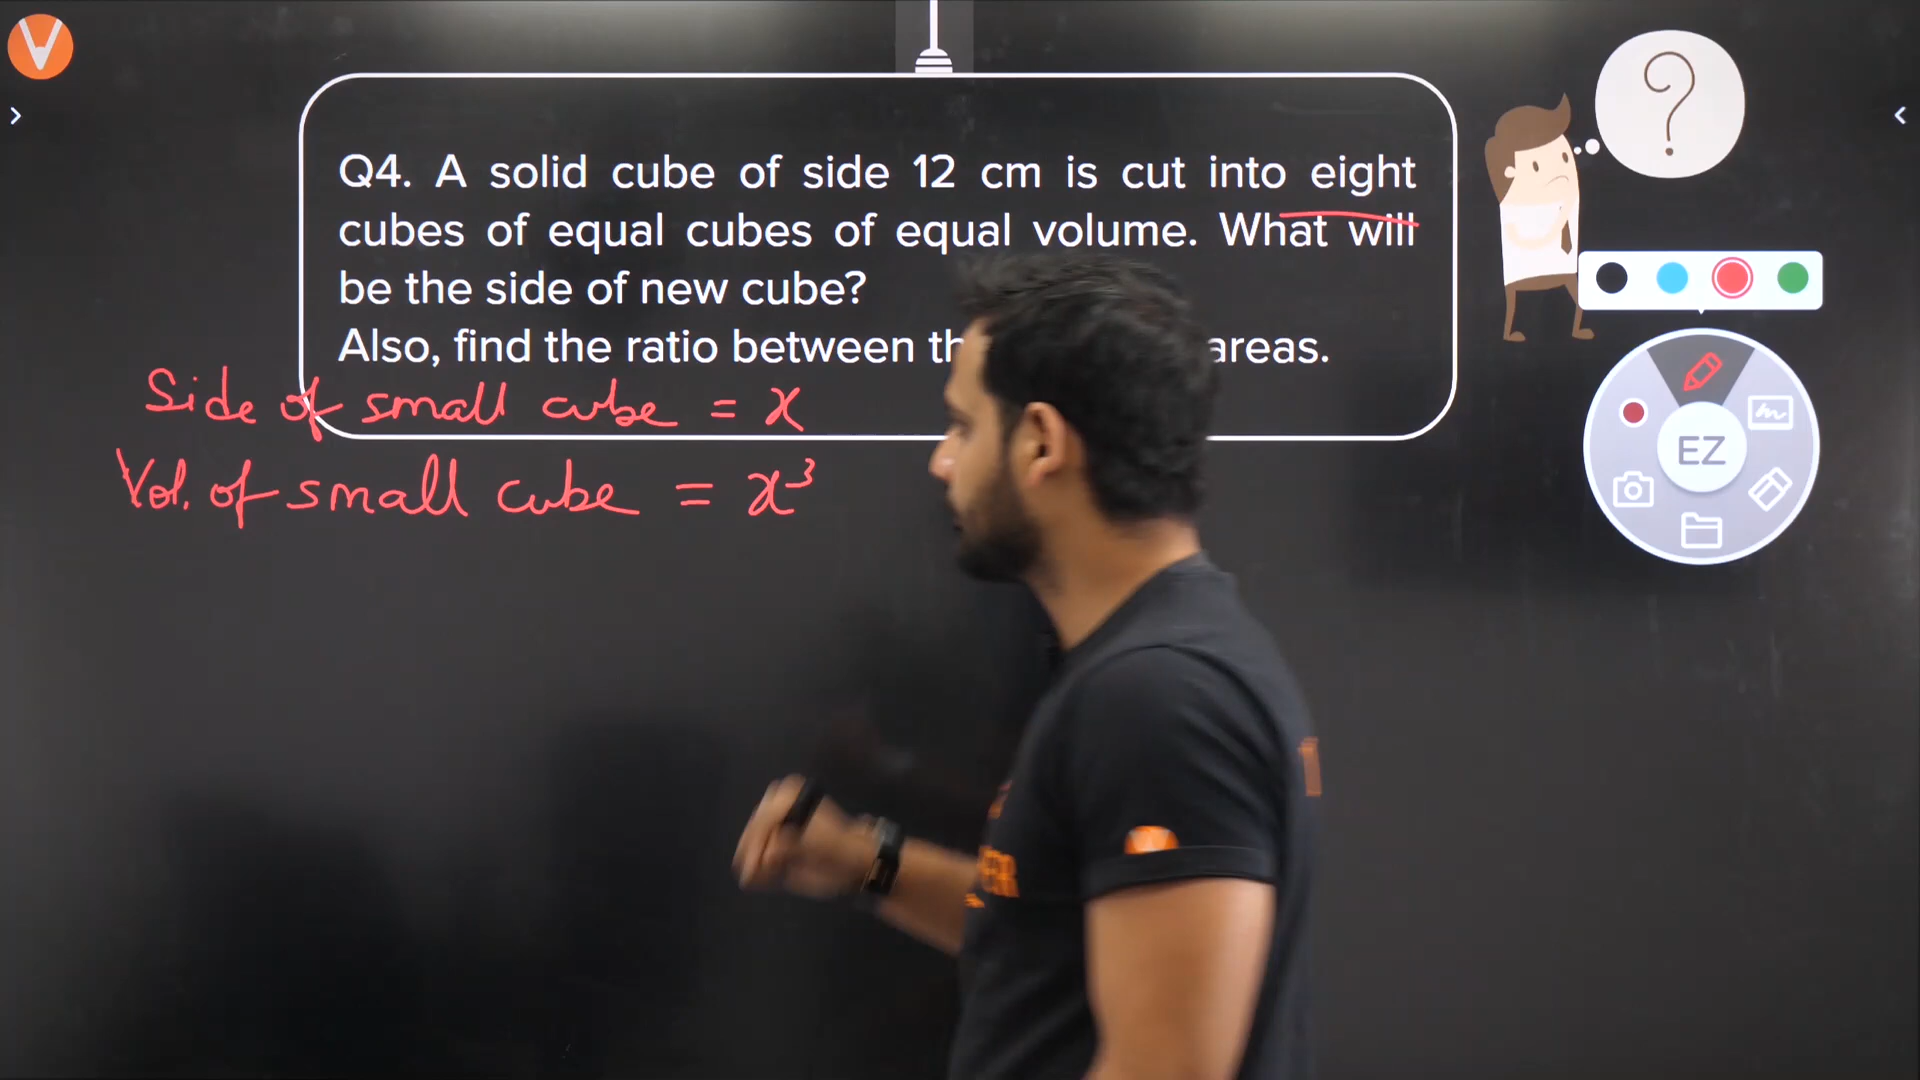 Q4. A solid cube of side 12 cm is cut into eight
cubes of equal cubes of equal volume. What will
be the side of new cube?
Also, find the ratio between areas.
Side of small cube = x
Vol. of small cube = x³
EZ